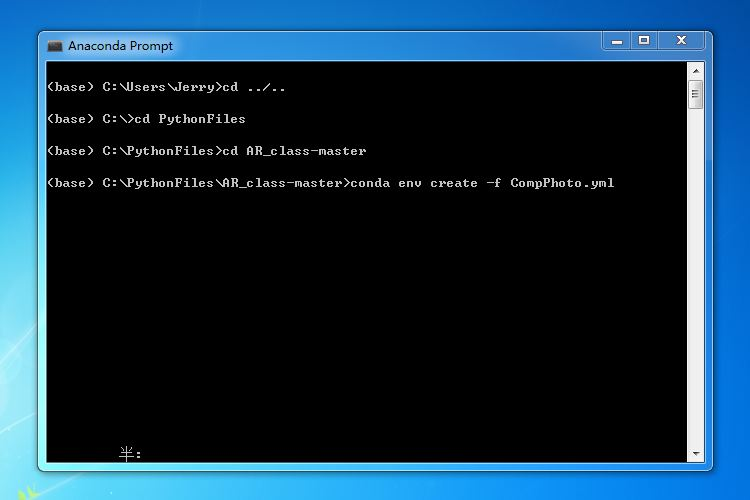 Anaconda Prompt
(base) C:\Users\Jerry>cd ../..
(base) C:\>cd PythonFiles
(base) C:\PythonFiles>cd AR_class-master
(base) C:\PythonFiles\AR_class-master>conda env create -f CompPhoto.yml
半: